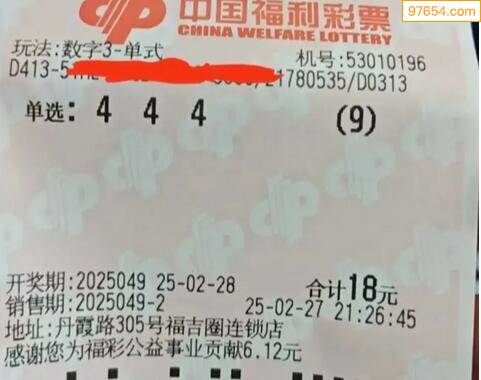 97654.com
中国福利彩票
CHINA WELFARE LOTTERY
玩法:数字3-单式 机号:53010196
D413- 21780535/D0313
单选: 4 4 4 (9)
开奖期:2025049 25-02-28 合计18元
销售期:2025049-2 25-02-27 21:26:45
地址:丹霞路305号福吉圈连锁店
感谢您为福彩公益事业贡献6.12元